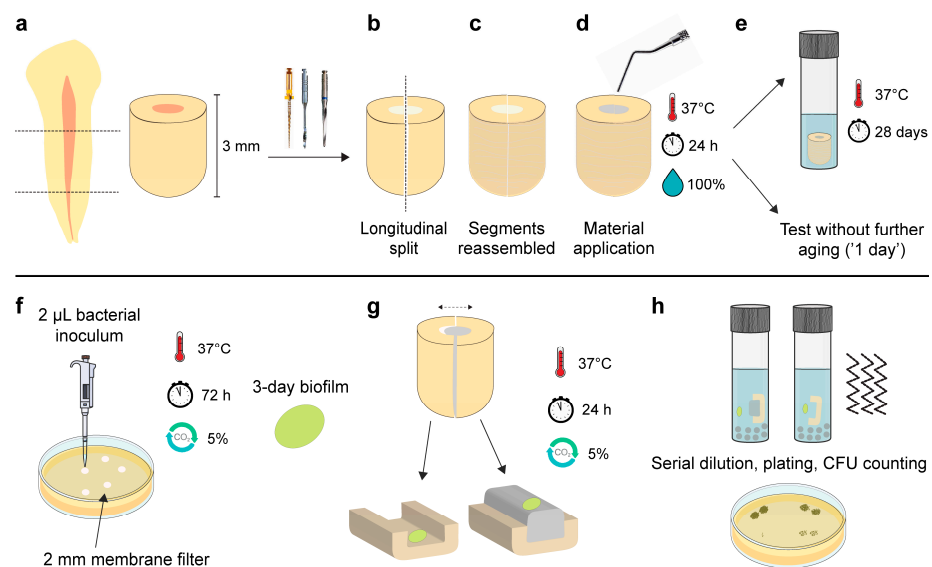 a
b
c
d
e
3 mm
37°C
24 h
100%
37°C
28 days
Longitudinal
split
Segments
reassembled
Material
application
Test without further
aging ('1 day')
f
2 µL bacterial
inoculum
37°C
72 h
CO₂
5%
3-day biofilm
2 mm membrane filter
g
37°C
24 h
CO₂
5%
h
Serial dilution, plating, CFU counting